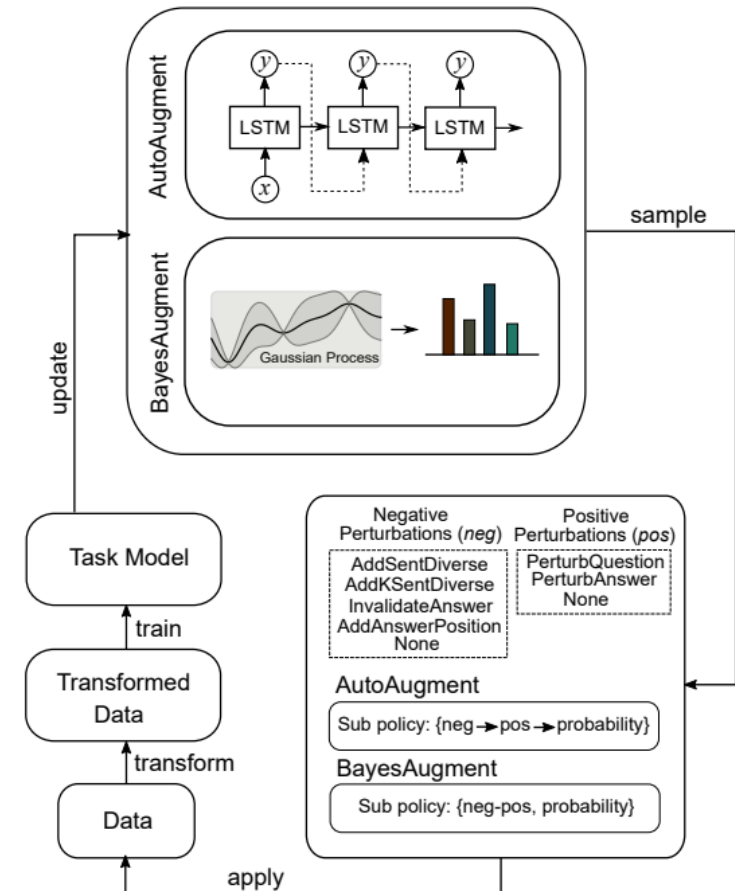 AutoAugment
y
y
y
LSTM
LSTM
LSTM
x
sample
BayesAugment
Gaussian Process
update
Negative
Perturbations (neg)
Positive
Perturbations (pos)
AddSentDiverse
AddKSentDiverse
InvalidateAnswer
AddAnswerPosition
None
PerturbQuestion
PerturbAnswer
None
Task Model
train
Transformed
Data
transform
Data
AutoAugment
Sub policy: {neg→pos→probability}
BayesAugment
Sub policy: {neg-pos, probability}
apply